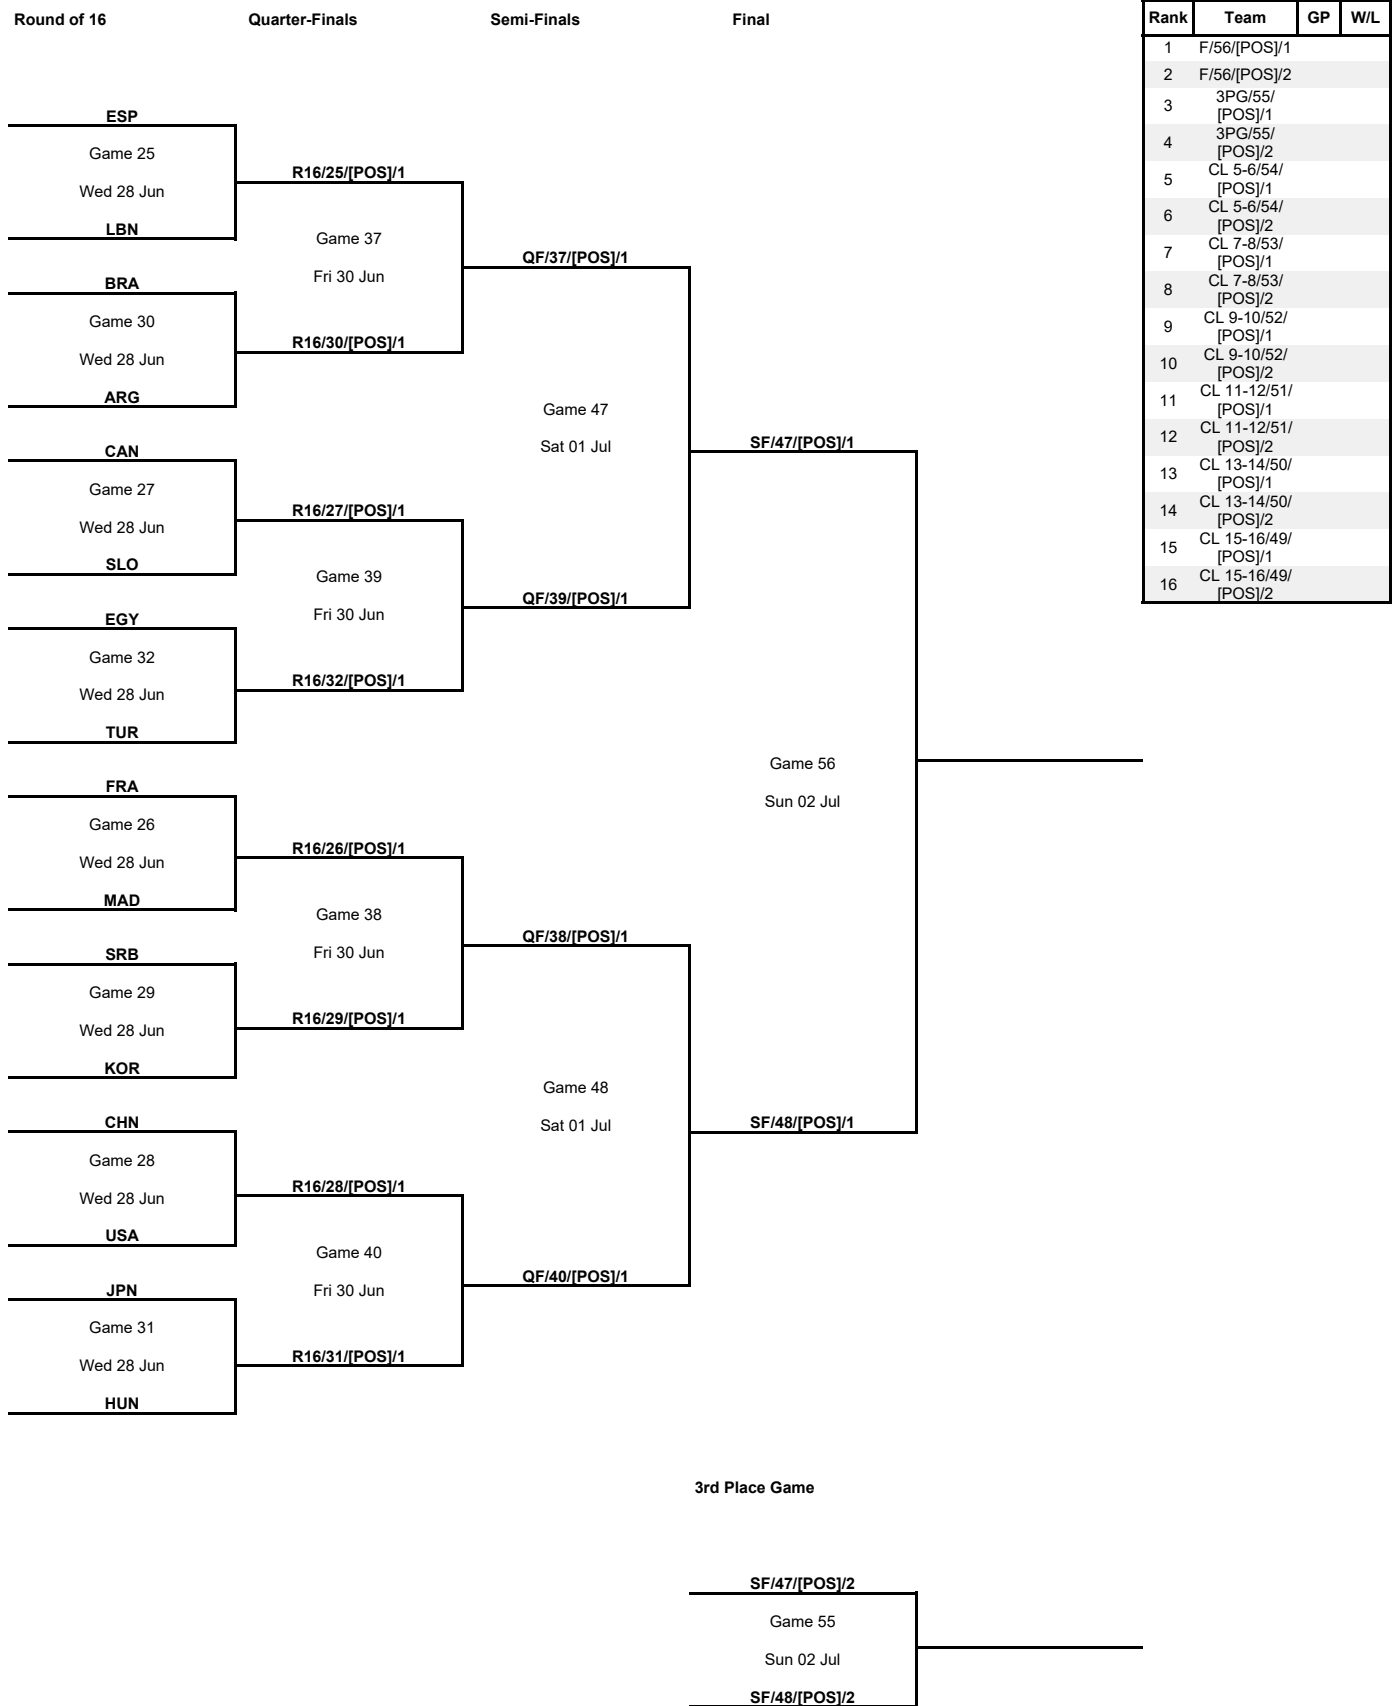 Round of 16 Quarter-Finals Semi-Finals Final
Rank Team GP W/L
1 F/56/[POS]/1
2 F/56/[POS]/2
3 3PG/55/
[POS]/1
4 3PG/55/
[POS]/2
5 CL 5-6/54/
[POS]/1
6 CL 5-6/54/
[POS]/2
7 CL 7-8/53/
[POS]/1
8 CL 7-8/53/
[POS]/2
9 CL 9-10/52/
[POS]/1
10 CL 9-10/52/
[POS]/2
11 CL 11-12/51/
[POS]/1
12 CL 11-12/51/
[POS]/2
13 CL 13-14/50/
[POS]/1
14 CL 13-14/50/
[POS]/2
15 CL 15-16/49/
[POS]/1
16 CL 15-16/49/
[POS]/2
ESP
Game 25
Wed 28 Jun
LBN
BRA
Game 30
Wed 28 Jun
ARG
CAN
Game 27
Wed 28 Jun
SLO
EGY
Game 32
Wed 28 Jun
TUR
FRA
Game 26
Wed 28 Jun
MAD
SRB
Game 29
Wed 28 Jun
KOR
CHN
Game 28
Wed 28 Jun
USA
JPN
Game 31
Wed 28 Jun
HUN
R16/25/[POS]/1
Game 37
Fri 30 Jun
R16/30/[POS]/1
R16/27/[POS]/1
Game 39
Fri 30 Jun
R16/32/[POS]/1
R16/26/[POS]/1
Game 38
Fri 30 Jun
R16/29/[POS]/1
R16/28/[POS]/1
Game 40
Fri 30 Jun
R16/31/[POS]/1
QF/37/[POS]/1
Game 47
Sat 01 Jul
QF/39/[POS]/1
QF/38/[POS]/1
Game 48
Sat 01 Jul
QF/40/[POS]/1
SF/47/[POS]/1
Game 56
Sun 02 Jul
SF/48/[POS]/1
3rd Place Game
SF/47/[POS]/2
Game 55
Sun 02 Jul
SF/48/[POS]/2